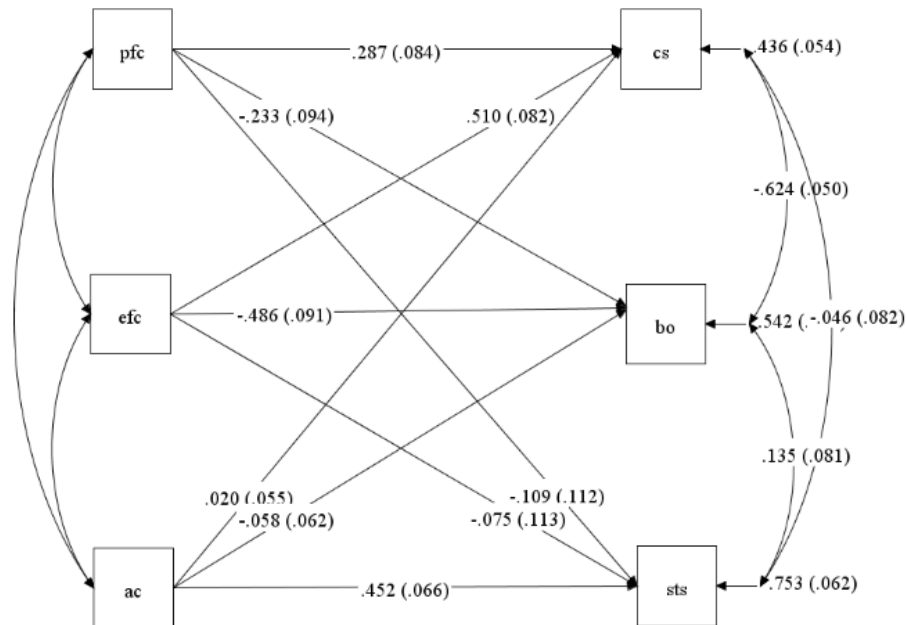 pfc
.287 (.084)
cs
.436 (.054)
-.233 (.094)
.510 (.082)
-.624 (.050)
efc
-.486 (.091)
bo
.542 (.
-.046 (.082)
.135 (.081)
.020 (.055)
-.109 (.112)
-.058 (.062)
-.075 (.113)
ac
.452 (.066)
sts
.753 (.062)